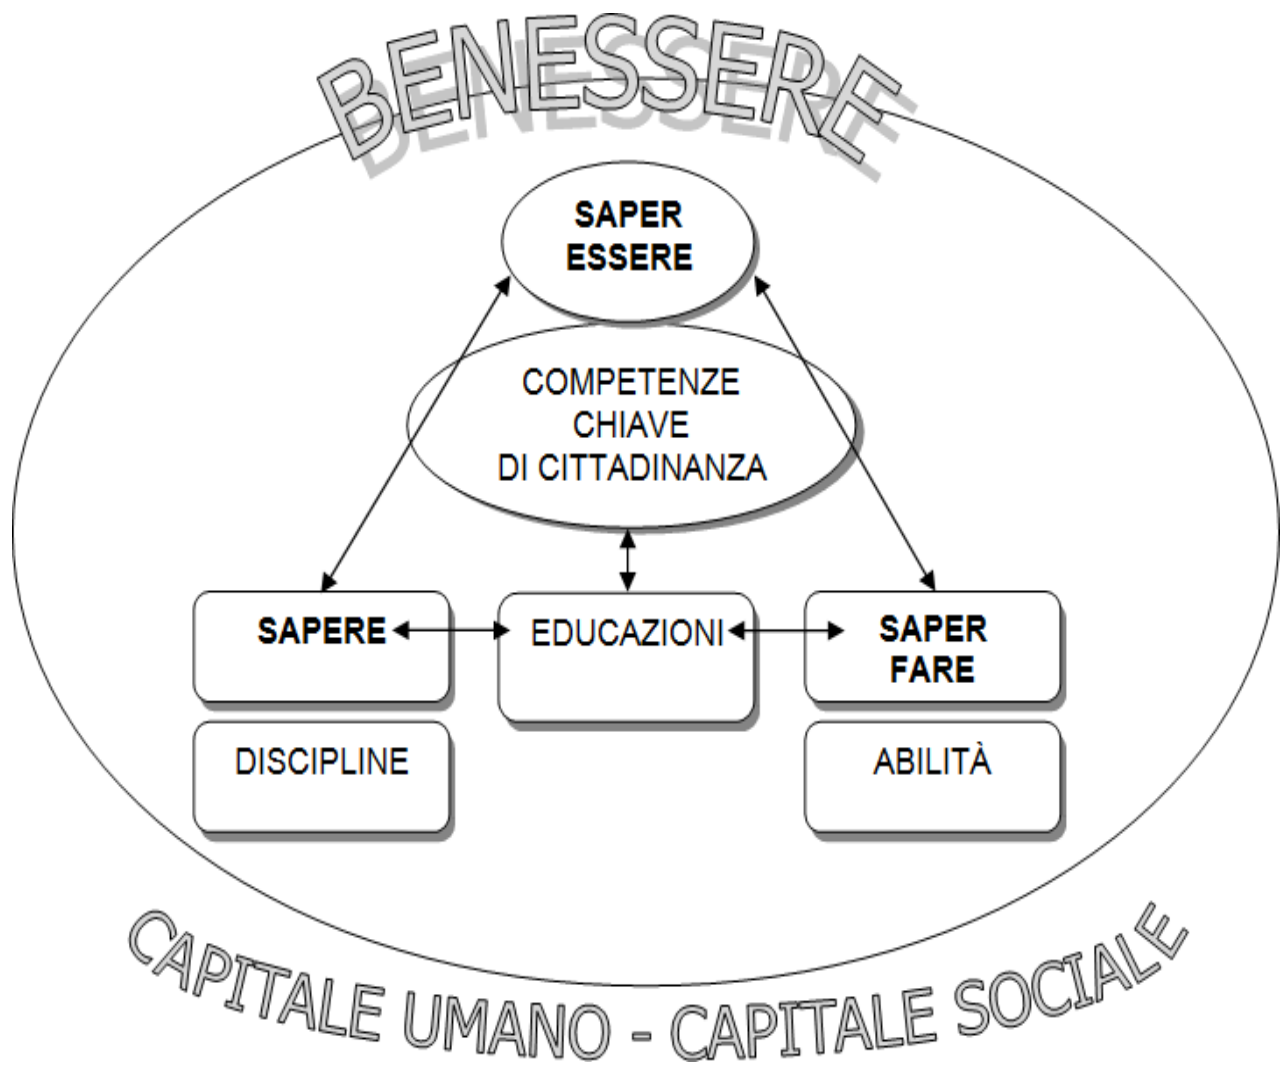 BENESSERE
SAPER
ESSERE
COMPETENZE
CHIAVE
DI CITTADINANZA
SAPERE
EDUCAZIONI
SAPER
FARE
DISCIPLINE
ABILITÀ
CAPITALE UMANO - CAPITALE SOCIALE